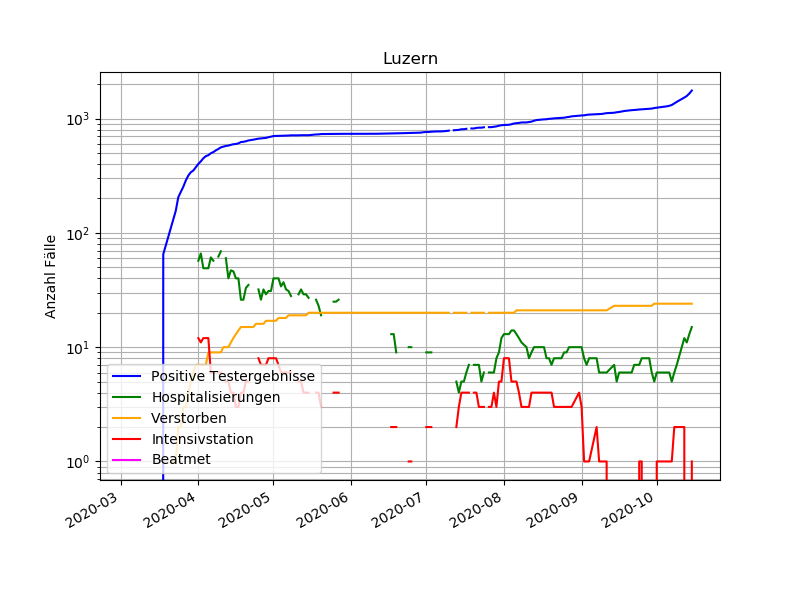 Luzern
Anzahl Fälle
10³
10²
10¹
10⁰
Positive Testergebnisse
Hospitalisierungen
Verstorben
Intensivstation
Beatmet
2020-03
2020-04
2020-05
2020-06
2020-07
2020-08
2020-09
2020-10